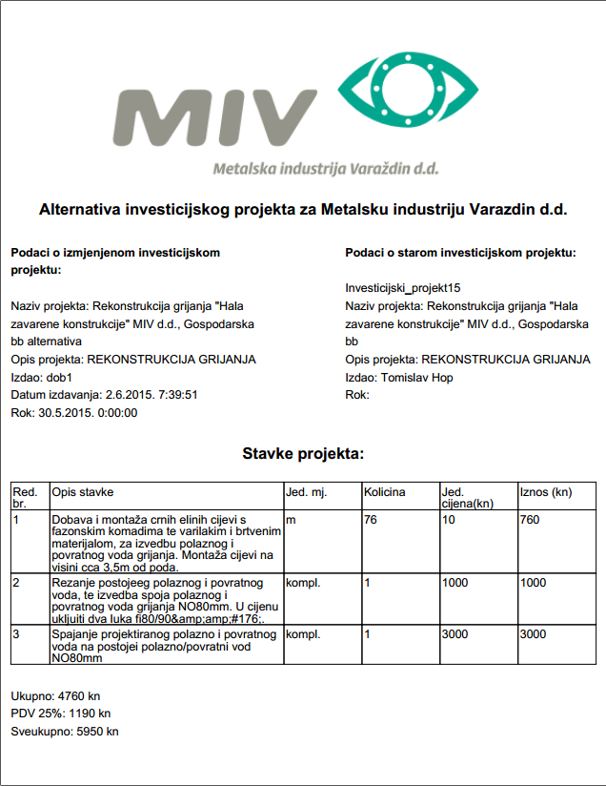 MIV
Metalska industrija Varaždin d.d.
Alternativa investicijskog projekta za Metalsku industriju Varazdin d.d.
Podaci o izmjenjenom investicijskom
projektu:
Naziv projekta: Rekonstrukcija grijanja "Hala
zavarene konstrukcije" MIV d.d., Gospodarska
bb alternativa
Opis projekta: REKONSTRUKCIJA GRIJANJA
Izdao: dob1
Datum izdavanja: 2.6.2015. 7:39:51
Rok: 30.5.2015. 0:00:00
Podaci o starom investicijskom projektu:
Investicijski_projekt15
Naziv projekta: Rekonstrukcija grijanja "Hala
zavarene konstrukcije" MIV d.d., Gospodarska
bb
Opis projekta: REKONSTRUKCIJA GRIJANJA
Izdao: Tomislav Hop
Rok:
Stavke projekta:
Red.
br.
Opis stavke
Jed. mj.
Kolicina
Jed.
cijena(kn)
Iznos (kn)
1
Dobava i montaža crnih elinih cijevi s
fazonskim komadima te varilakim i brtvenim
materijalom, za izvedbu polaznog i
povratnog voda grijanja. Montaža cijevi na
visini cca 3,5m od poda.
m
76
10
760
2
Rezanje postojeeg polaznog i povratnog
voda, te izvedba spoja polaznog i
povratnog voda grijanja NO80mm. U cijenu
ukljuiti dva luka fi80/90&amp;amp;#176;.
kompl.
1
1000
1000
3
Spajanje projektiranog polazno i povratnog
voda na postojei polazno/povratni vod
NO80mm
kompl.
1
3000
3000
Ukupno: 4760 kn
PDV 25%: 1190 kn
Sveukupno: 5950 kn